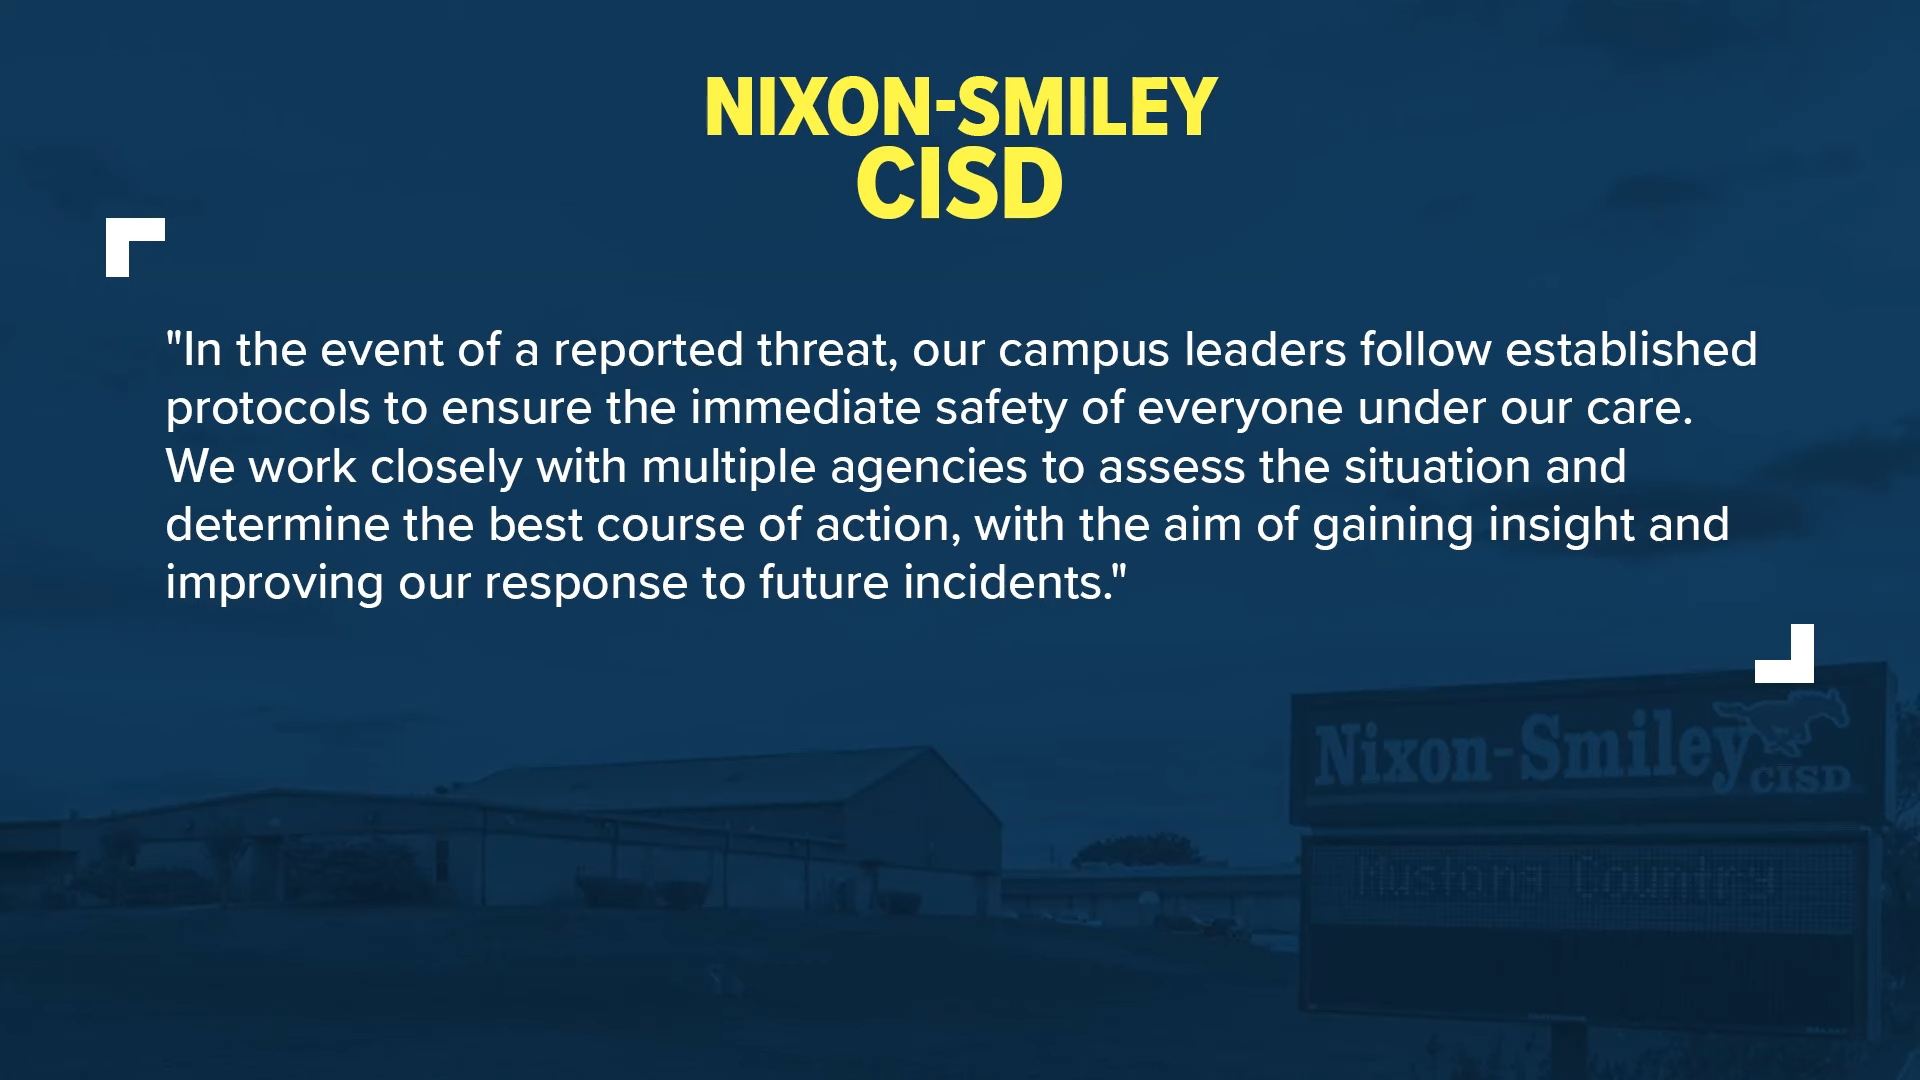 NIXON-SMILEY
CISD
"In the event of a reported threat, our campus leaders follow established
protocols to ensure the immediate safety of everyone under our care.
We work closely with multiple agencies to assess the situation and
determine the best course of action, with the aim of gaining insight and
improving our response to future incidents."
Nixon-Smiley
CISD
Mustang Country